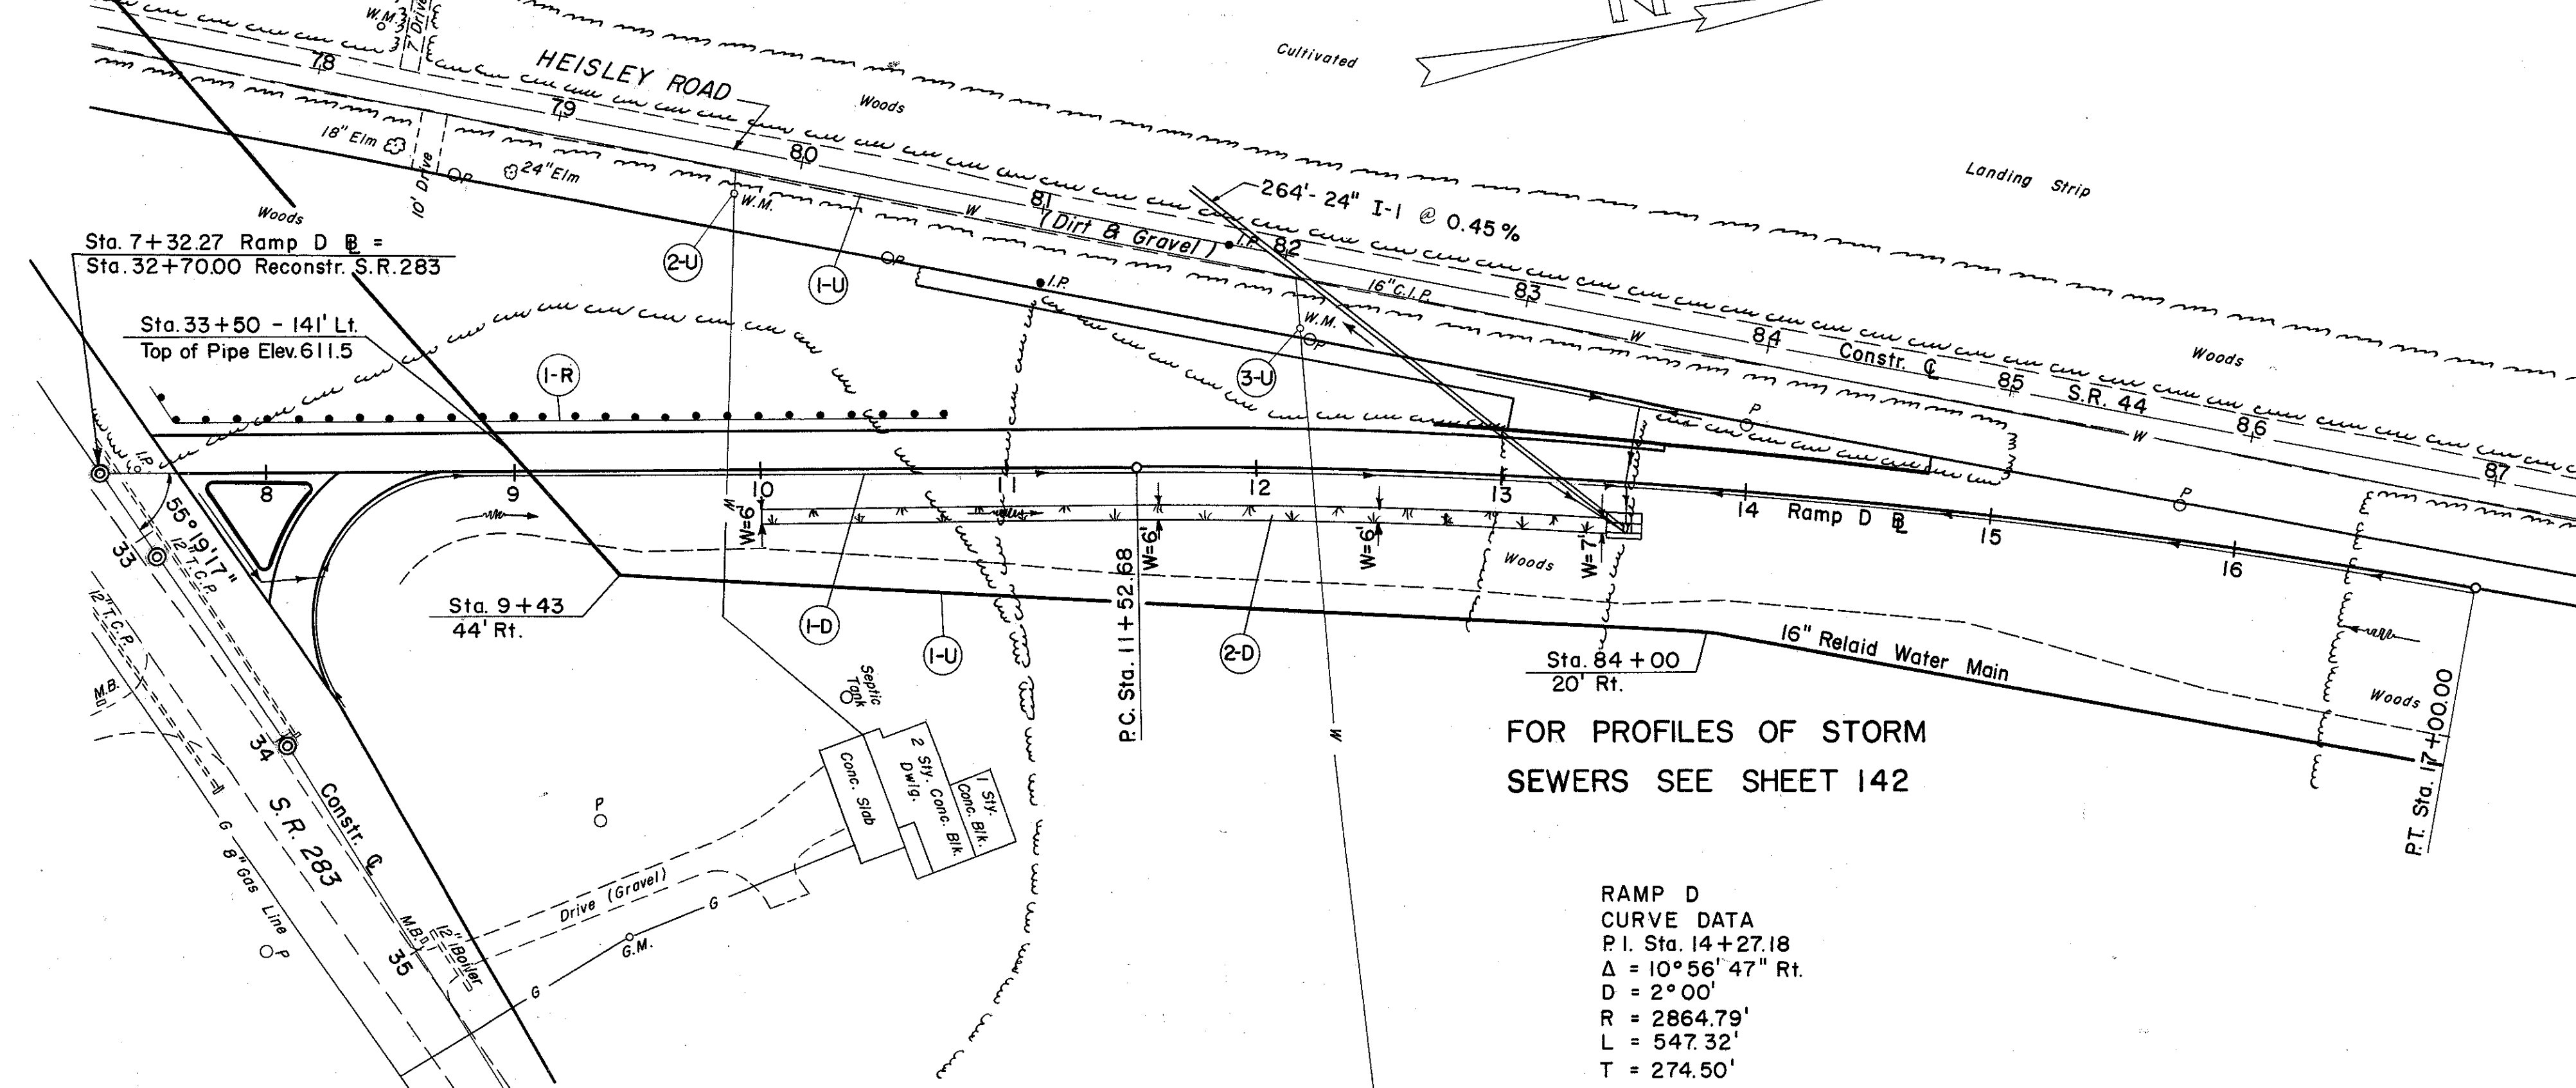 N
Cultivated
Landing Strip
W.M.
7' Drive
78
HEISLEY ROAD
Woods
79
80
18" Elm
10' Drive
P
24" Elm
W.M.
W
81
(Dirt & Gravel)
I.P.
82
264'- 24" I-1 @ 0.45%
16" C.I.P.
83
W
84
Constr. ℄
85
S.R. 44
Woods
86
W
87
Woods
Sta. 7+32.27 Ramp D B̲L =
Sta. 32+70.00 Reconstr. S.R.283
2-U
1-U
P
I.P.
W.M.
P
3-U
P
P
Sta. 33+50 - 141' Lt.
Top of Pipe Elev. 611.5
1-R
I.P.
8
9
10
11
12
13
14
Ramp D BL
15
16
55°19'17"
33
12" T.C.P.
12" T.C.P.
W
W=6'
W=6'
W=6'
W=7'
Woods
Sta. 9+43
44' Rt.
1-D
1-U
P.C. Sta. 11+52.68
2-D
Sta. 84+00
20' Rt.
16" Relaid Water Main
Woods
P.T. Sta. 17+00.00
M.B.
Septic
Tank
34
Constr. ℄
S.R. 283
G
8" Gas Line
P
P
Conc. Slab
2 Sty. Conc. Blk.
Dwlg.
1 Sty.
Conc. Blk.
W
FOR PROFILES OF STORM
SEWERS SEE SHEET 142
Drive (Gravel)
G
G.M.
G
M.B.
12" Boiler
35
RAMP D
CURVE DATA
P.I. Sta. 14+27.18
Δ = 10°56'47" Rt.
D = 2°00'
R = 2864.79'
L = 547.32'
T = 274.50'